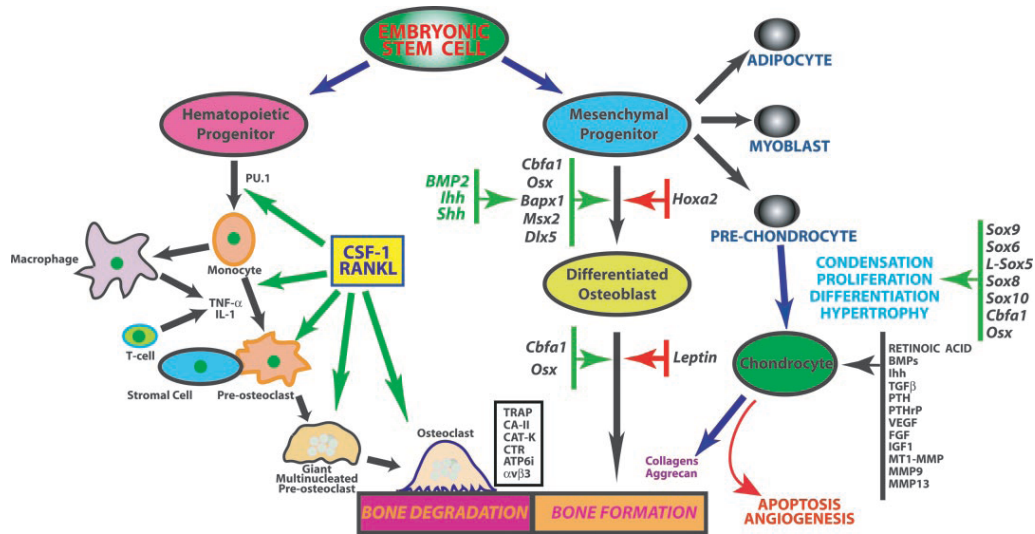 EMBRYONIC
STEM CELL
ADIPOCYTE
Hematopoietic
Progenitor
Mesenchymal
Progenitor
MYOBLAST
PU.1
BMP2
Ihh
Shh
Cbfa1
Osx
Bapx1
Msx2
Dlx5
Hoxa2
PRE-CHONDROCYTE
Macrophage
Monocyte
CSF-1
RANKL
TNF-α
IL-1
T-cell
Stromal Cell
Pre-osteoclast
Differentiated
Osteoblast
CONDENSATION
PROLIFERATION
DIFFERENTIATION
HYPERTROPHY
Sox9
Sox6
L-Sox5
Sox8
Sox10
Cbfa1
Osx
Cbfa1
Osx
Leptin
Chondrocyte
RETINOIC ACID
BMPs
Ihh
TGFβ
PTH
PTHrP
VEGF
FGF
IGF1
MT1-MMP
MMP9
MMP13
Giant
Multinucleated
Pre-osteoclast
Osteoclast
TRAP
CA-II
CAT-K
CTR
ATP6i
αvβ3
Collagens
Aggrecan
APOPTOSIS
ANGIOGENESIS
BONE DEGRADATION
BONE FORMATION